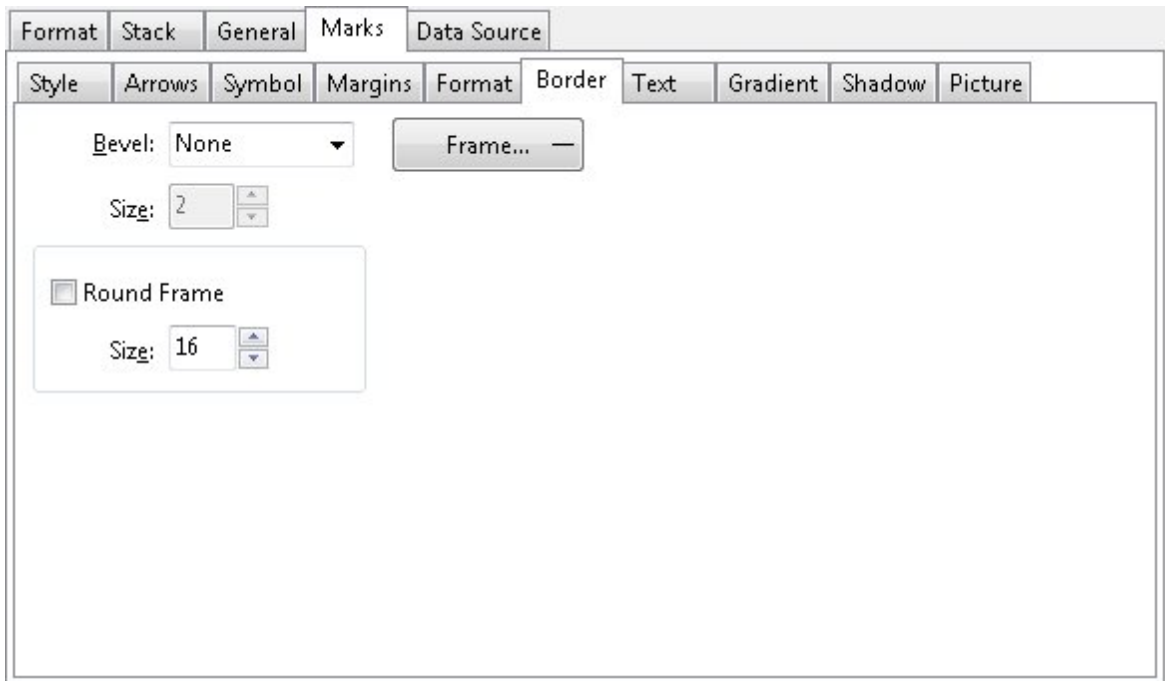 Format Stack General Marks Data Source
Style Arrows Symbol Margins Format Border Text Gradient Shadow Picture
Bevel: None Frame...
Size: 2
Round Frame
Size: 16